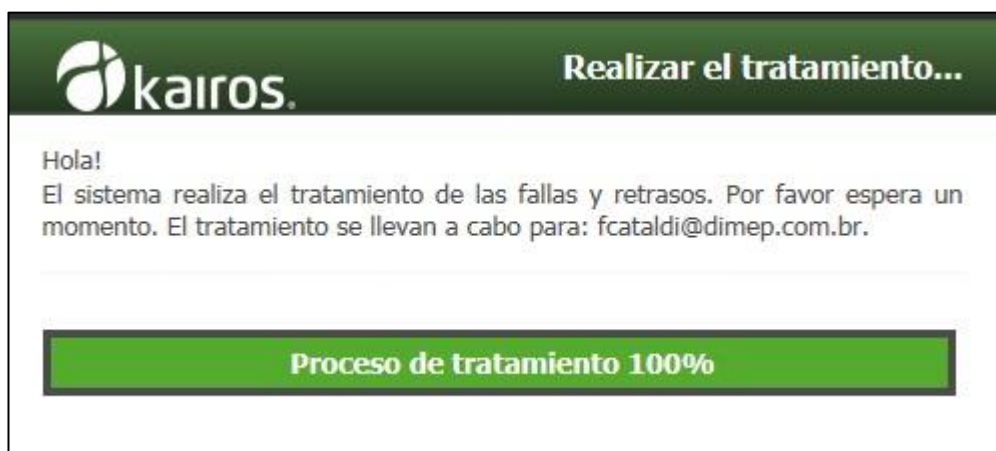 kairos.
Realizar el tratamiento...
Hola!
El sistema realiza el tratamiento de las fallas y retrasos. Por favor espera un
momento. El tratamiento se llevan a cabo para: fcataldi@dimep.com.br.
Proceso de tratamiento 100%